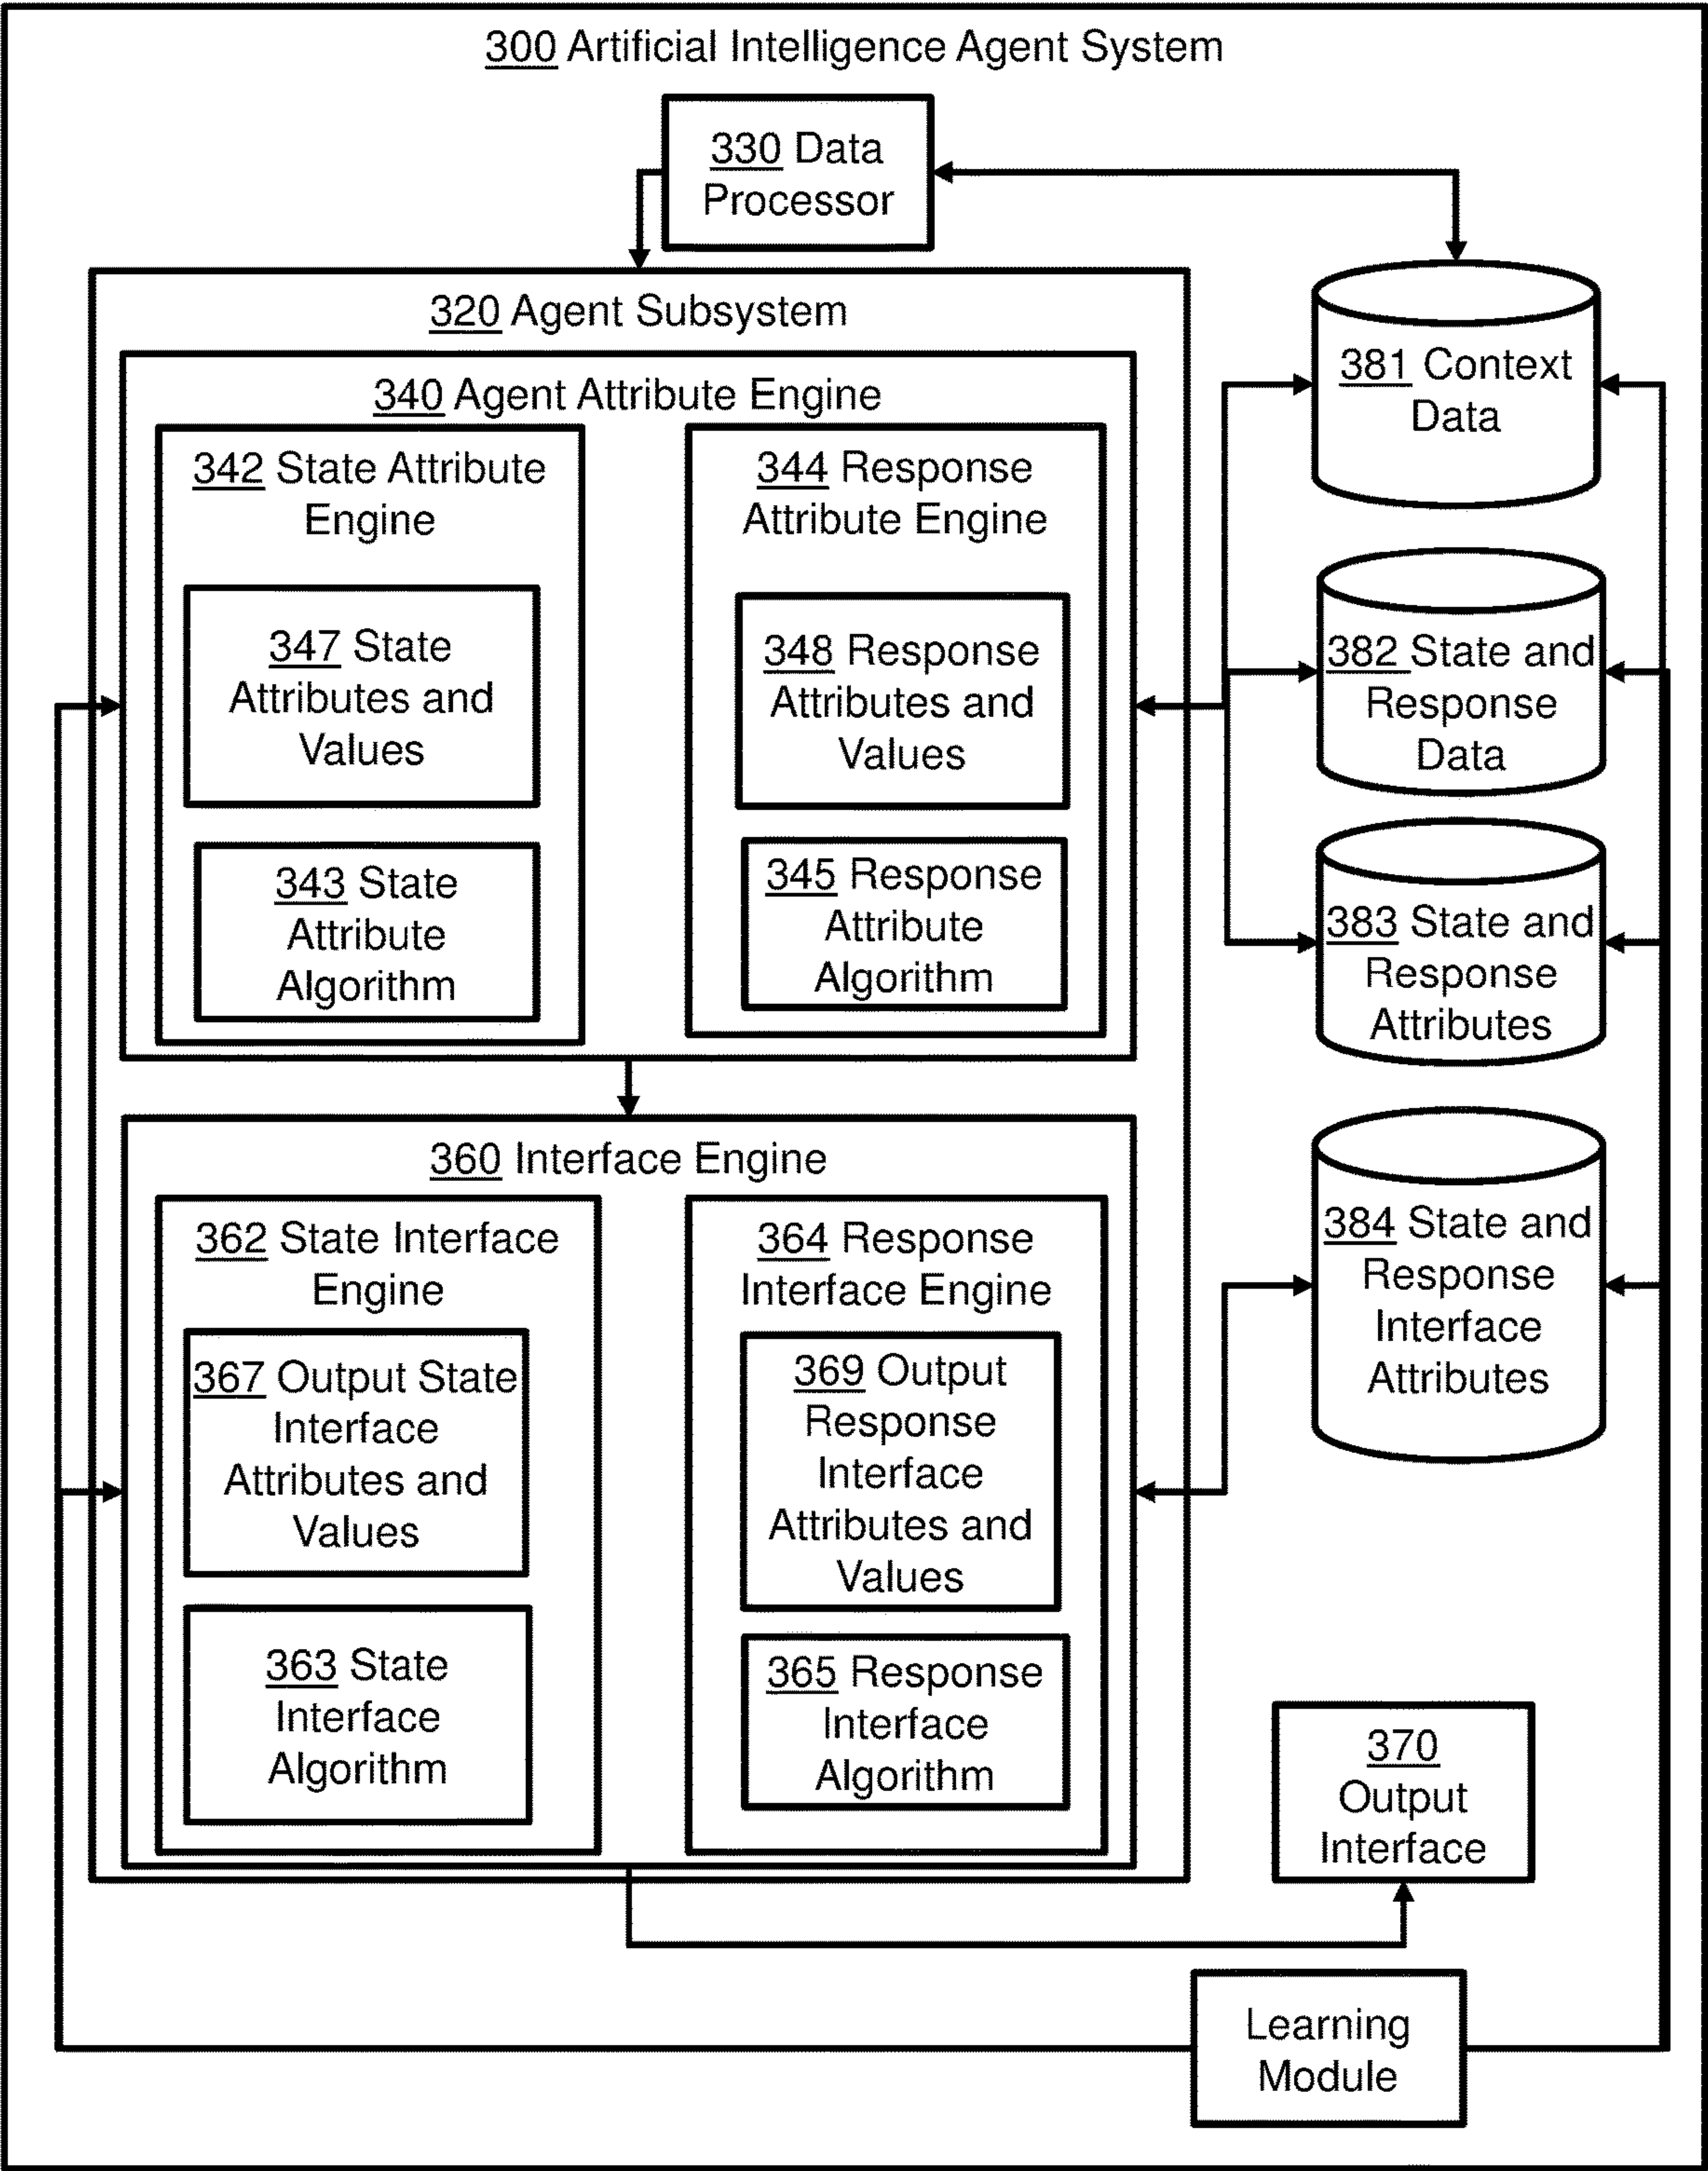 300 Artificial Intelligence Agent System
330 Data
Processor
320 Agent Subsystem
340 Agent Attribute Engine
342 State Attribute
Engine
347 State
Attributes and
Values
343 State
Attribute
Algorithm
344 Response
Attribute Engine
348 Response
Attributes and
Values
345 Response
Attribute
Algorithm
381 Context
Data
382 State and
Response
Data
383 State and
Response
Attributes
360 Interface Engine
362 State Interface
Engine
367 Output State
Interface
Attributes and
Values
363 State
Interface
Algorithm
364 Response
Interface Engine
369 Output
Response
Interface
Attributes and
Values
365 Response
Interface
Algorithm
384 State and
Response
Interface
Attributes
370
Output
Interface
Learning
Module